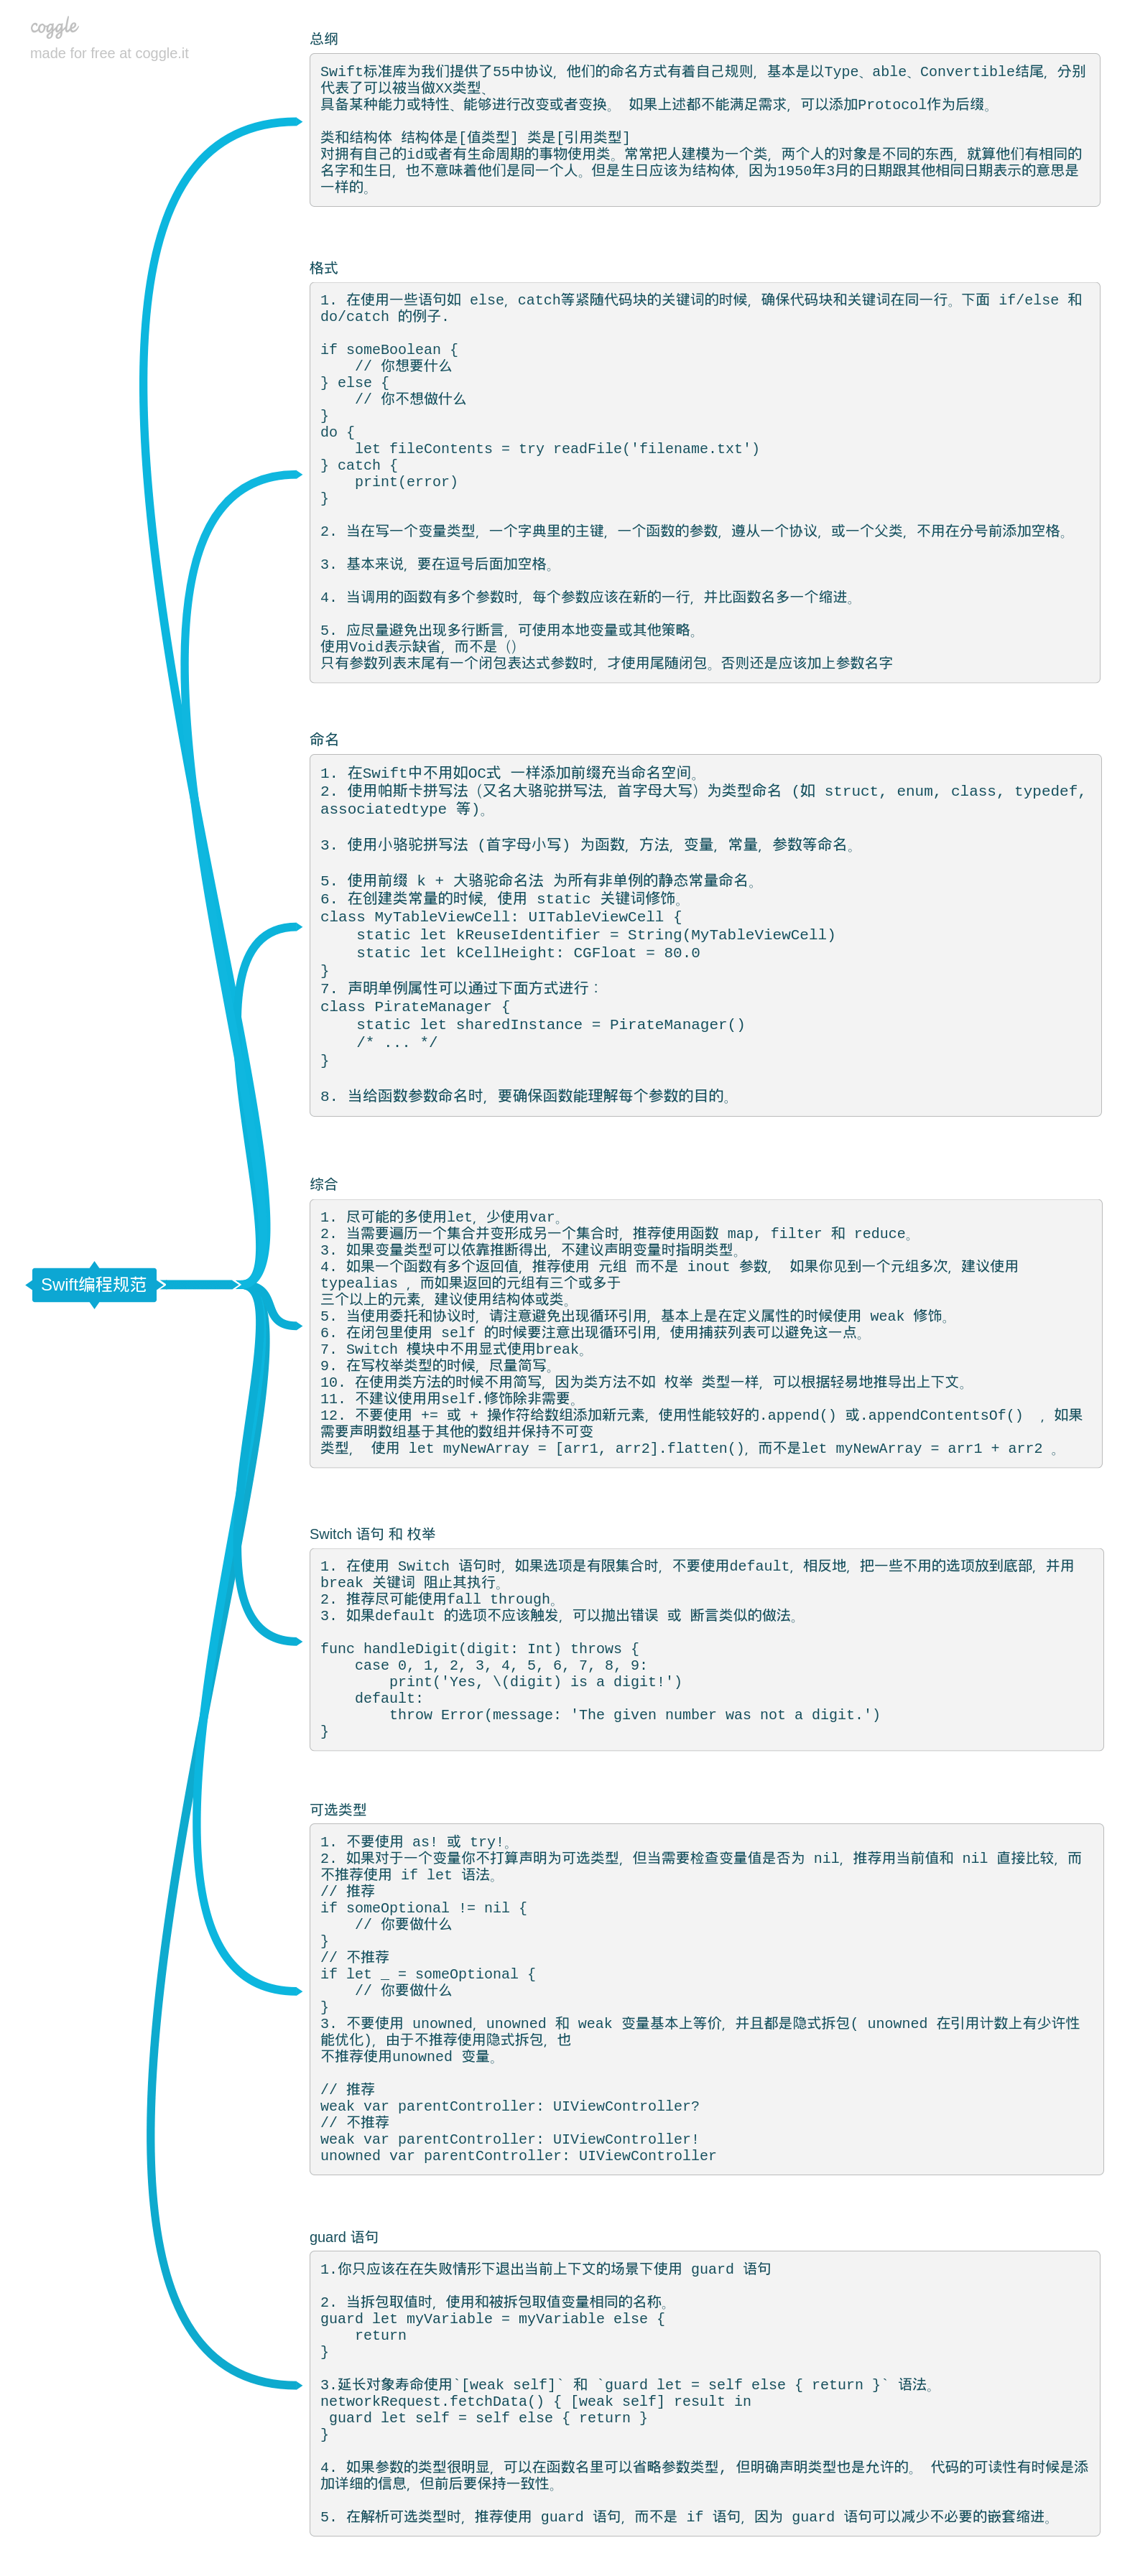 coggle
made for free at coggle.it
总纲
Swift标准库为我们提供了55中协议，他们的命名方式有着自己规则，基本是以Type、able、Convertible结尾，分别
代表了可以被当做XX类型、
具备某种能力或特性、能够进行改变或者变换。 如果上述都不能满足需求，可以添加Protocol作为后缀。
类和结构体 结构体是[值类型] 类是[引用类型]
对拥有自己的id或者有生命周期的事物使用类。常常把人建模为一个类，两个人的对象是不同的东西，就算他们有相同的
名字和生日，也不意味着他们是同一个人。但是生日应该为结构体，因为1950年3月的日期跟其他相同日期表示的意思是
一样的。
格式
1. 在使用一些语句如 else，catch等紧随代码块的关键词的时候，确保代码块和关键词在同一行。下面 if/else 和
do/catch 的例子.
if someBoolean {
    // 你想要什么
} else {
    // 你不想做什么
}
do {
    let fileContents = try readFile('filename.txt')
} catch {
    print(error)
}
2. 当在写一个变量类型，一个字典里的主键，一个函数的参数，遵从一个协议，或一个父类，不用在分号前添加空格。
3. 基本来说，要在逗号后面加空格。
4. 当调用的函数有多个参数时，每个参数应该在新的一行，并比函数名多一个缩进。
5. 应尽量避免出现多行断言，可使用本地变量或其他策略。
使用Void表示缺省，而不是（）
只有参数列表末尾有一个闭包表达式参数时，才使用尾随闭包。否则还是应该加上参数名字
命名
1. 在Swift中不用如OC式 一样添加前缀充当命名空间。
2. 使用帕斯卡拼写法（又名大骆驼拼写法，首字母大写）为类型命名 (如 struct, enum, class, typedef,
associatedtype 等)。
3. 使用小骆驼拼写法 (首字母小写) 为函数，方法，变量，常量，参数等命名。
5. 使用前缀 k + 大骆驼命名法 为所有非单例的静态常量命名。
6. 在创建类常量的时候，使用 static 关键词修饰。
class MyTableViewCell: UITableViewCell {
    static let kReuseIdentifier = String(MyTableViewCell)
    static let kCellHeight: CGFloat = 80.0
}
7. 声明单例属性可以通过下面方式进行：
class PirateManager {
    static let sharedInstance = PirateManager()
    /* ... */
}
8. 当给函数参数命名时，要确保函数能理解每个参数的目的。
综合
1. 尽可能的多使用let，少使用var。
2. 当需要遍历一个集合并变形成另一个集合时，推荐使用函数 map, filter 和 reduce。
3. 如果变量类型可以依靠推断得出，不建议声明变量时指明类型。
4. 如果一个函数有多个返回值，推荐使用 元组 而不是 inout 参数， 如果你见到一个元组多次，建议使用
typealias ，而如果返回的元组有三个或多于
三个以上的元素，建议使用结构体或类。
5. 当使用委托和协议时，请注意避免出现循环引用，基本上是在定义属性的时候使用 weak 修饰。
6. 在闭包里使用 self 的时候要注意出现循环引用，使用捕获列表可以避免这一点。
7. Switch 模块中不用显式使用break。
9. 在写枚举类型的时候，尽量简写。
10. 在使用类方法的时候不用简写，因为类方法不如 枚举 类型一样，可以根据轻易地推导出上下文。
11. 不建议使用用self.修饰除非需要。
12. 不要使用 += 或 + 操作符给数组添加新元素，使用性能较好的.append() 或.appendContentsOf()  ，如果
需要声明数组基于其他的数组并保持不可变
类型， 使用 let myNewArray = [arr1, arr2].flatten()，而不是let myNewArray = arr1 + arr2 。
Swift编程规范
Switch 语句 和 枚举
1. 在使用 Switch 语句时，如果选项是有限集合时，不要使用default，相反地，把一些不用的选项放到底部，并用
break 关键词 阻止其执行。
2. 推荐尽可能使用fall through。
3. 如果default 的选项不应该触发，可以抛出错误 或 断言类似的做法。
func handleDigit(digit: Int) throws {
    case 0, 1, 2, 3, 4, 5, 6, 7, 8, 9:
        print('Yes, \(digit) is a digit!')
    default:
        throw Error(message: 'The given number was not a digit.')
}
可选类型
1. 不要使用 as! 或 try!。
2. 如果对于一个变量你不打算声明为可选类型，但当需要检查变量值是否为 nil，推荐用当前值和 nil 直接比较，而
不推荐使用 if let 语法。
// 推荐
if someOptional != nil {
    // 你要做什么
}
// 不推荐
if let _ = someOptional {
    // 你要做什么
}
3. 不要使用 unowned，unowned 和 weak 变量基本上等价，并且都是隐式拆包( unowned 在引用计数上有少许性
能优化)，由于不推荐使用隐式拆包，也
不推荐使用unowned 变量。
// 推荐
weak var parentController: UIViewController?
// 不推荐
weak var parentController: UIViewController!
unowned var parentController: UIViewController
guard 语句
1.你只应该在在失败情形下退出当前上下文的场景下使用 guard 语句
2. 当拆包取值时，使用和被拆包取值变量相同的名称。
guard let myVariable = myVariable else {
    return
}
3.延长对象寿命使用`[weak self]` 和 `guard let = self else { return }` 语法。
networkRequest.fetchData() { [weak self] result in
 guard let self = self else { return }
}
4. 如果参数的类型很明显，可以在函数名里可以省略参数类型, 但明确声明类型也是允许的。 代码的可读性有时候是添
加详细的信息，但前后要保持一致性。
5. 在解析可选类型时，推荐使用 guard 语句，而不是 if 语句，因为 guard 语句可以减少不必要的嵌套缩进。